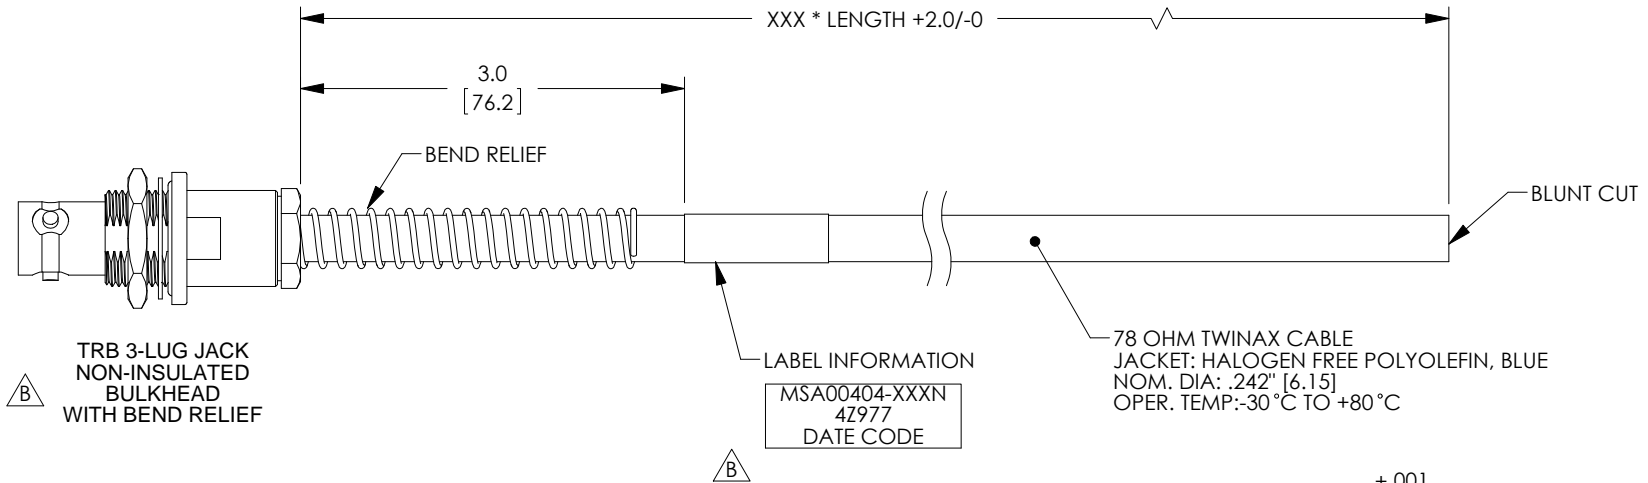 XXX * LENGTH +2.0/-0
3.0
[76.2]
BEND RELIEF
BLUNT CUT
TRB 3-LUG JACK
NON-INSULATED
BULKHEAD
WITH BEND RELIEF
B
LABEL INFORMATION
MSA00404-XXXN
4Z977
DATE CODE
B
78 OHM TWINAX CABLE
JACKET: HALOGEN FREE POLYOLEFIN, BLUE
NOM. DIA: .242" [6.15]
OPER. TEMP:-30°C TO +80°C
+.001